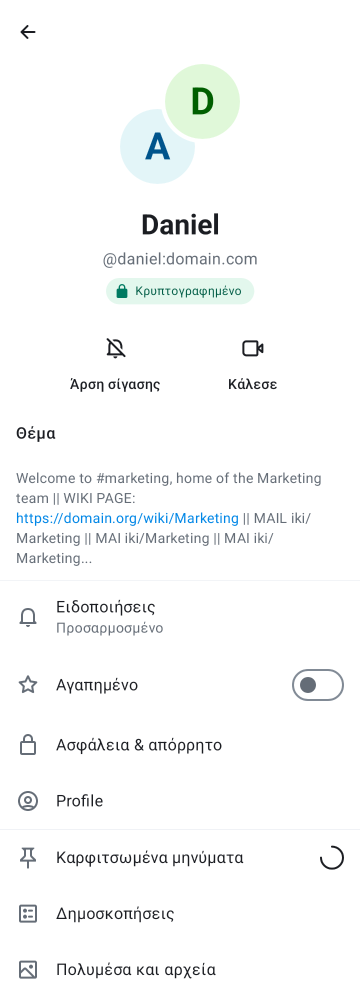 D
A
Daniel
@daniel:domain.com
Κρυπτογραφημένο
Άρση σίγασης
Κάλεσε
Θέμα
Welcome to #marketing, home of the Marketing
team || WIKI PAGE:
https://domain.org/wiki/Marketing || MAIL iki/
Marketing || MAI iki/Marketing || MAI iki/
Marketing...
Ειδοποιήσεις
Προσαρμοσμένο
Αγαπημένο
Ασφάλεια & απόρρητο
Profile
Καρφιτσωμένα μηνύματα
Δημοσκοπήσεις
Πολυμέσα και αρχεία